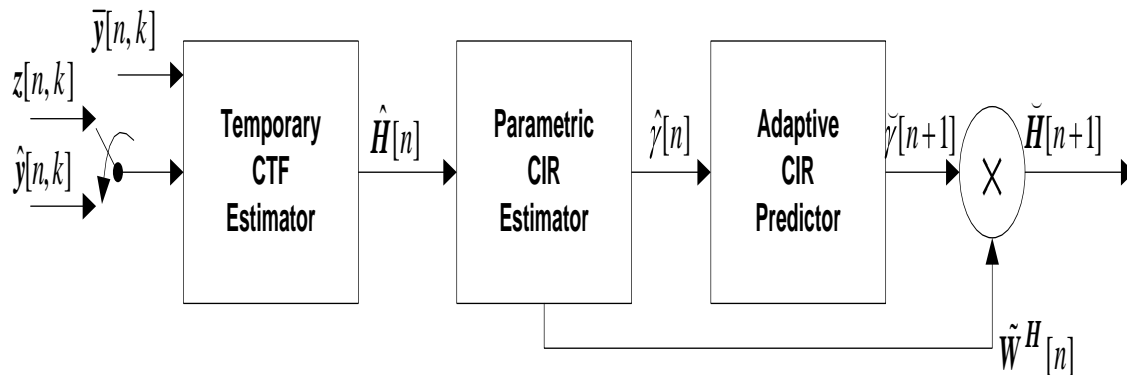 ȳ[n,k]
z[n,k]
ŷ[n,k]
Temporary
CTF
Estimator
Ĥ[n]
Parametric
CIR
Estimator
γ̂[n]
Adaptive
CIR
Predictor
γ̌[n+1]
×
Ȟ[n+1]
W̃ᴴ[n]